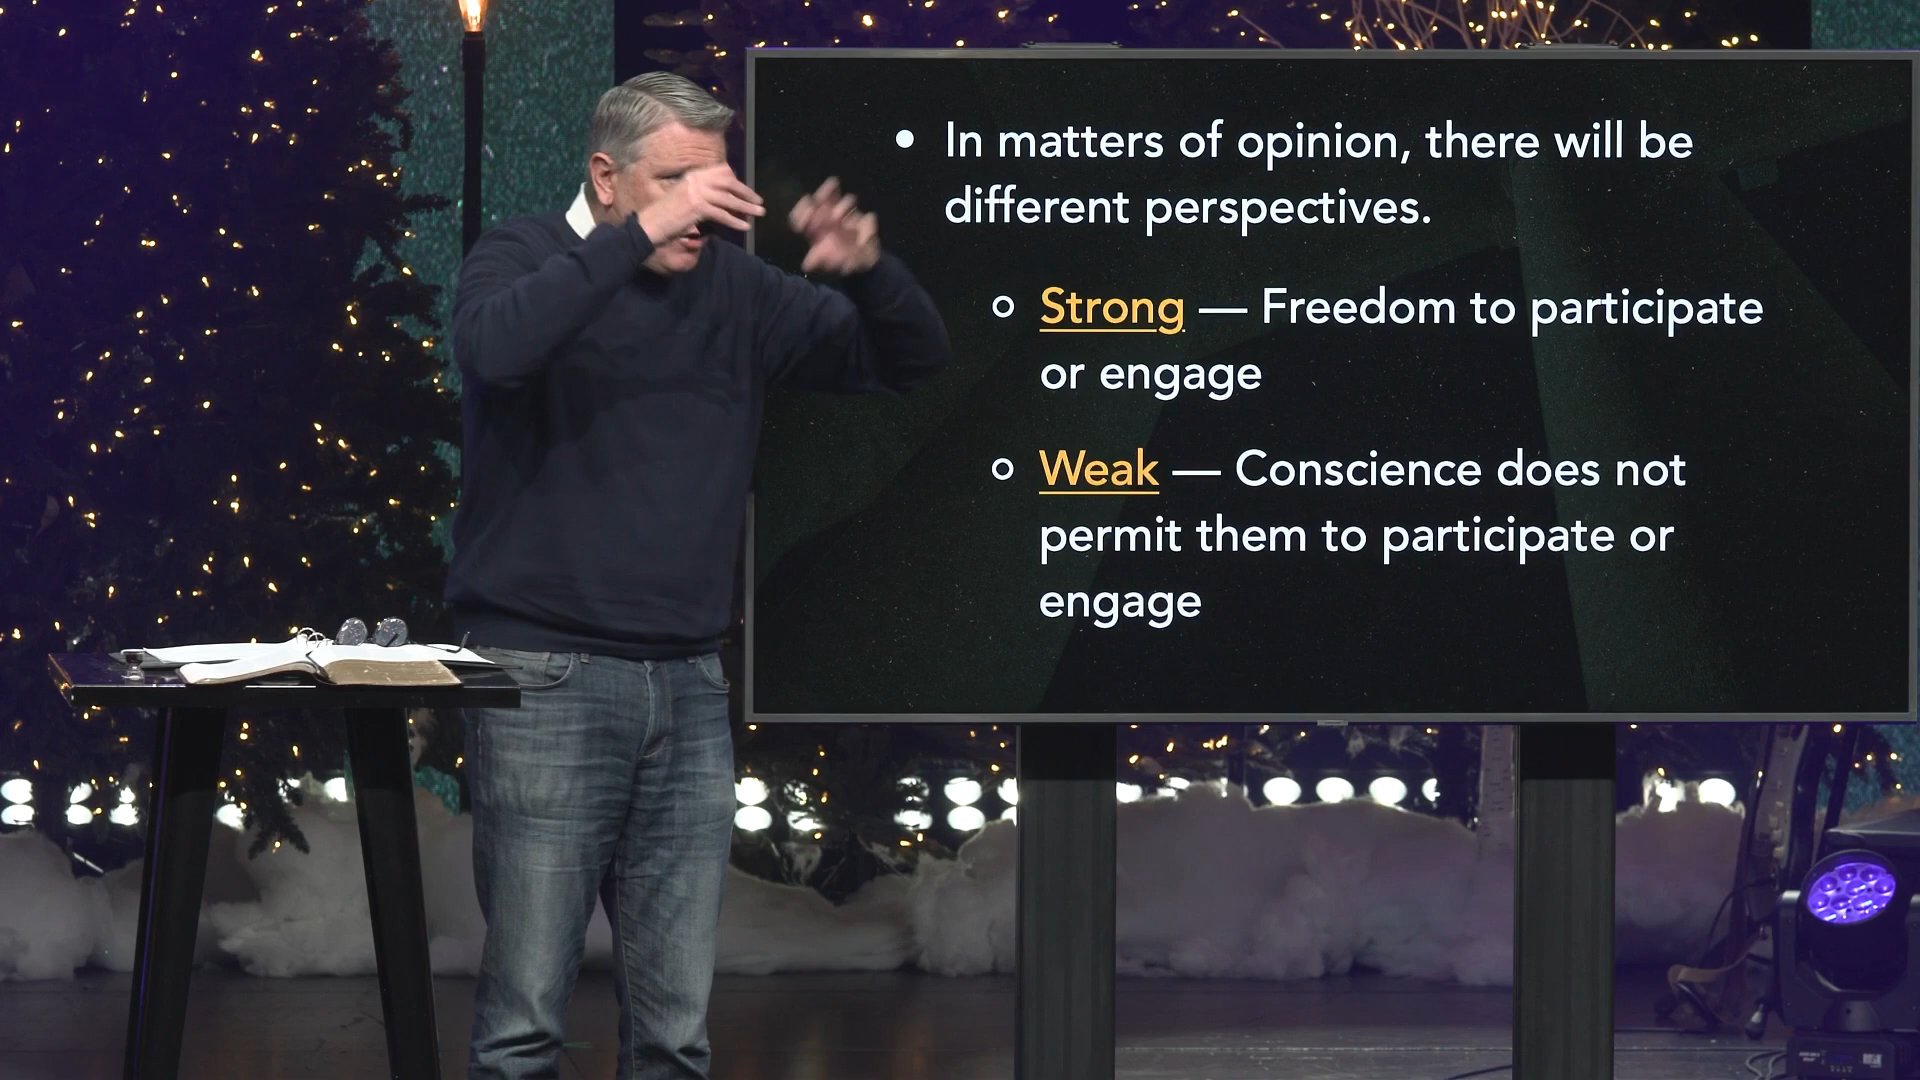 • In matters of opinion, there will be
different perspectives.
○ Strong — Freedom to participate
or engage
○ Weak — Conscience does not
permit them to participate or
engage